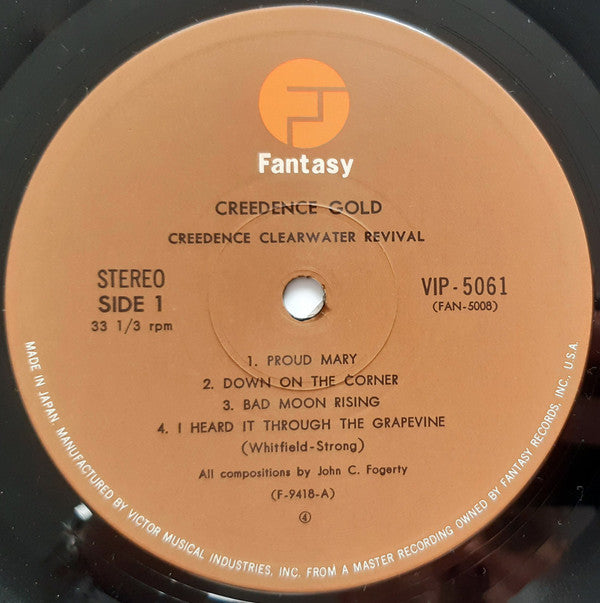 Fantasy
CREEDENCE GOLD
CREEDENCE CLEARWATER REVIVAL
STEREO
SIDE 1
33 1/3 rpm
VIP-5061
(FAN-5008)
1. PROUD MARY
2. DOWN ON THE CORNER
3. BAD MOON RISING
4. I HEARD IT THROUGH THE GRAPEVINE
(Whitfield-Strong)
All compositions by John C. Fogerty
(F-9418-A)
④
MADE IN JAPAN. MANUFACTURED BY VICTOR MUSICAL INDUSTRIES, INC. FROM A MASTER RECORDING OWNED BY FANTASY RECORDS, INC., U.S.A.